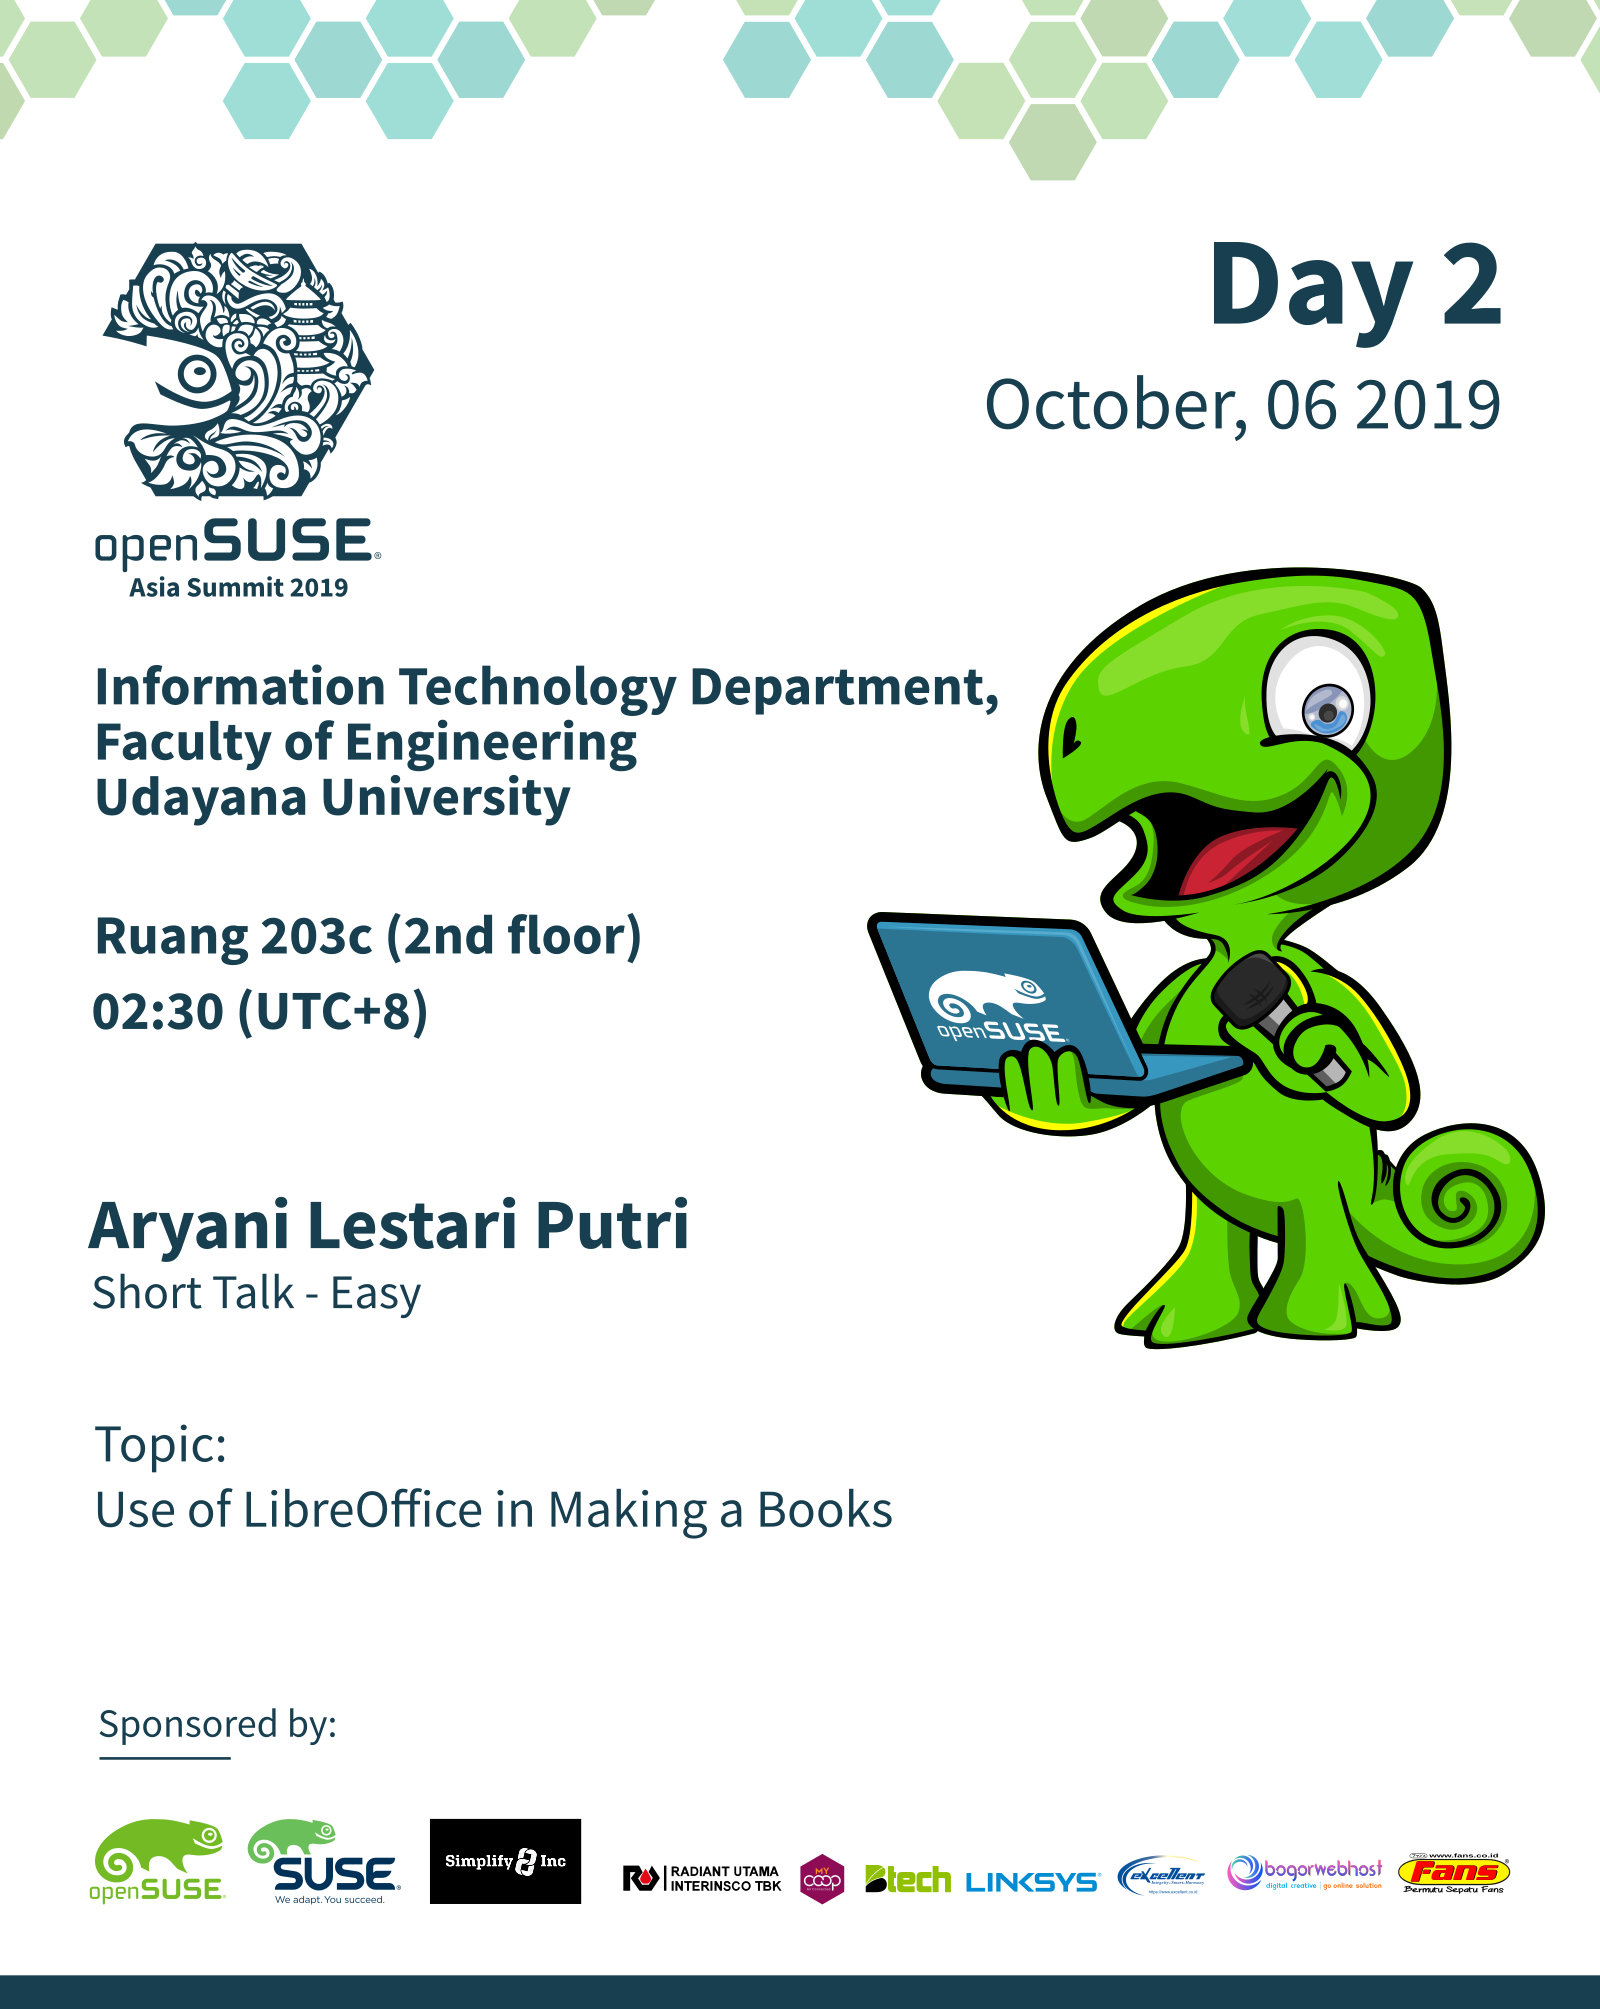 Day 2
October, 06 2019
openSUSE®
Asia Summit 2019
Information Technology Department,
Faculty of Engineering
Udayana University
Ruang 203c (2nd floor)
02:30 (UTC+8)
openSUSE
Aryani Lestari Putri
Short Talk - Easy
Topic:
Use of LibreOffice in Making a Books
Sponsored by:
openSUSE
SUSE®
We adapt. You succeed.
Simplify Inc
RADIANT UTAMA
INTERINSCO TBK
MY
COOP
Btech
LINKSYS®
eXcellenT
bogorwebhost
digital creative | go online solution
www.fans.co.id
Fans®
Bermutu Sepatu Fans